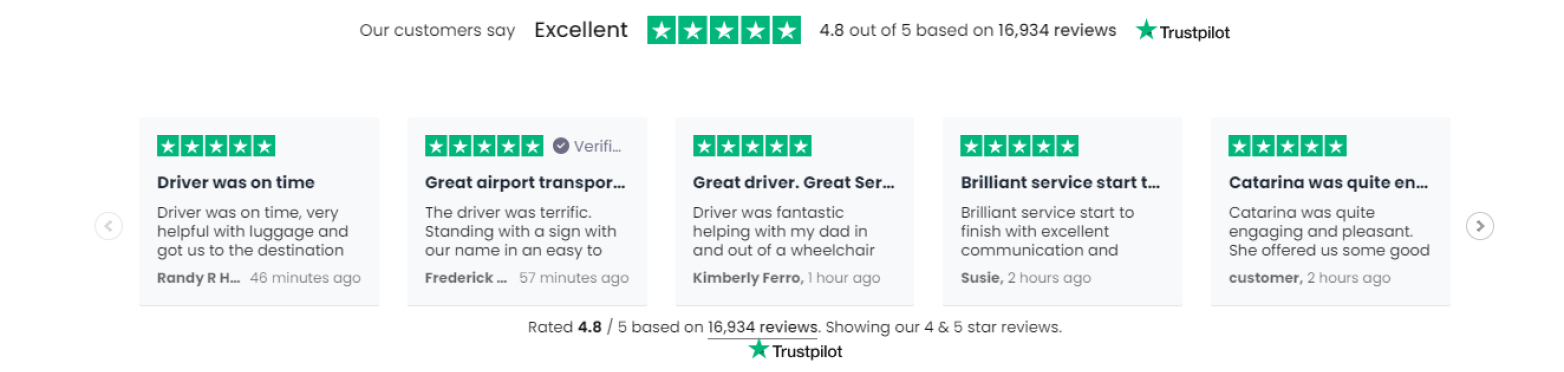 Our customers say Excellent 4.8 out of 5 based on 16,934 reviews Trustpilot
Verifi...
Driver was on time
Driver was on time, very
helpful with luggage and
got us to the destination
Randy R H... 46 minutes ago
Great airport transpor...
The driver was terrific.
Standing with a sign with
our name in an easy to
Frederick ... 57 minutes ago
Great driver. Great Ser...
Driver was fantastic
helping with my dad in
and out of a wheelchair
Kimberly Ferro, 1 hour ago
Brilliant service start t...
Brilliant service start to
finish with excellent
communication and
Susie, 2 hours ago
Catarina was quite en...
Catarina was quite
engaging and pleasant.
She offered us some good
customer, 2 hours ago
Rated 4.8 / 5 based on 16,934 reviews. Showing our 4 & 5 star reviews.
Trustpilot